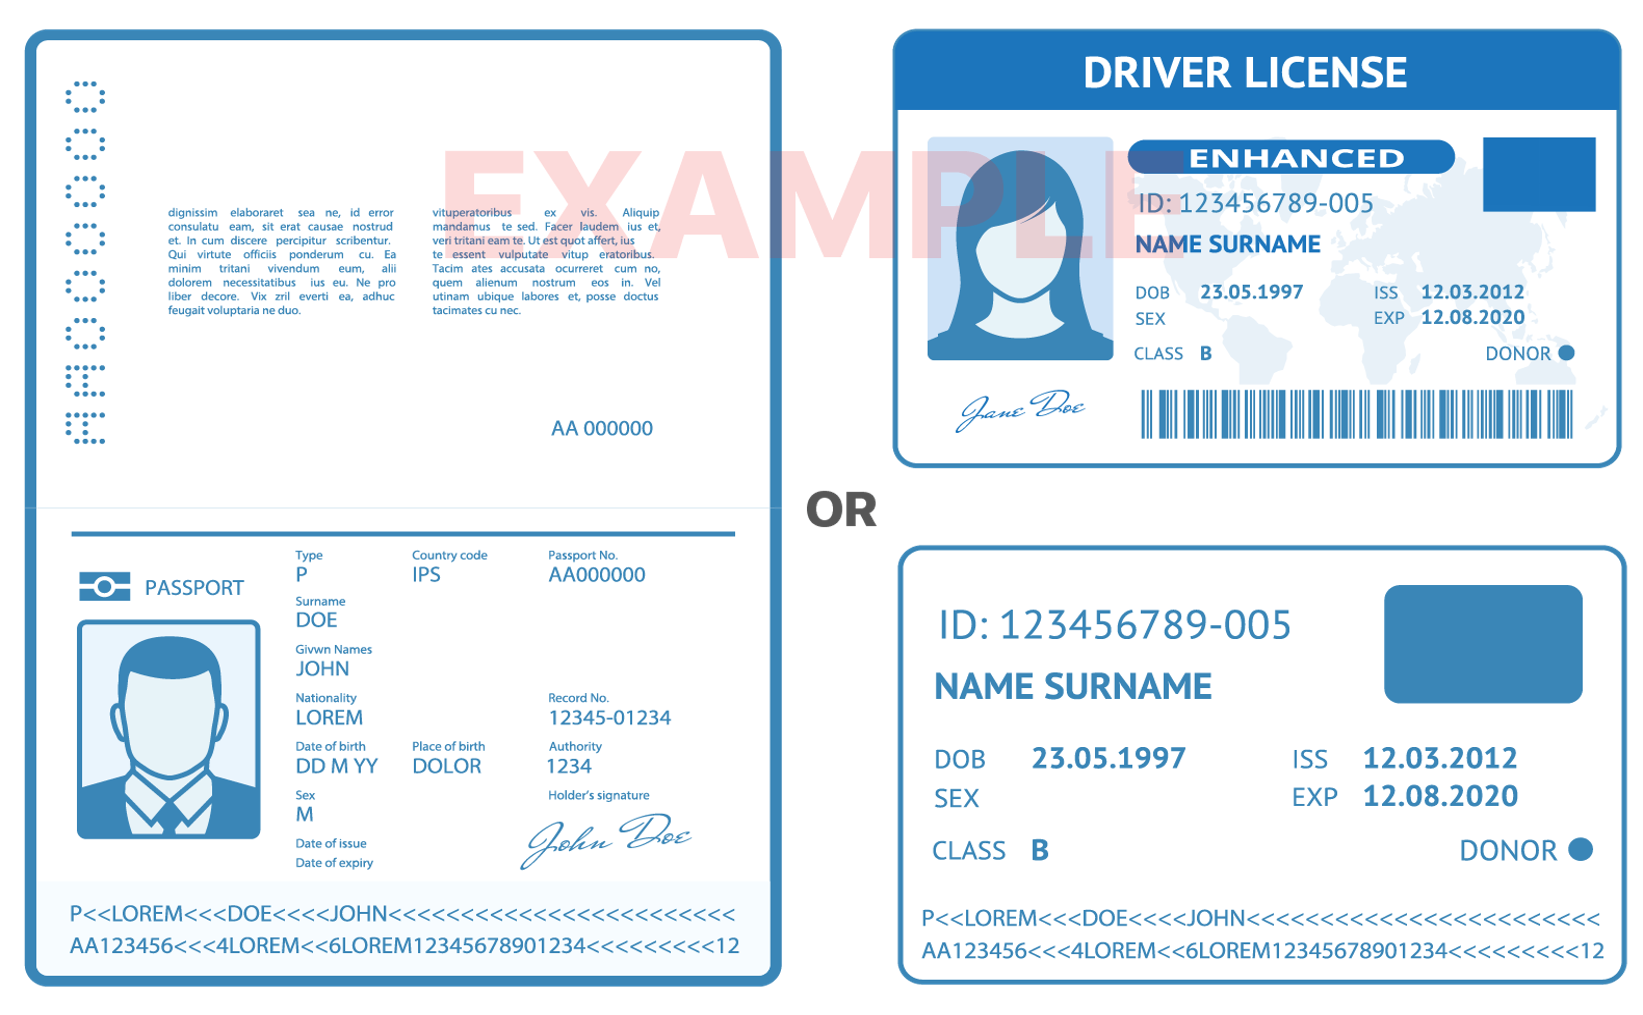 EXAMPLE
dignissim elaboraret sea ne, id error
consulatu eam, sit erat causae nostrud
et. In cum discere percipitur scribentur.
Qui virtute officiis ponderum cu. Ea
minim tritani vivendum eum, alii
dolorem necessitatibus ius eu. Ne pro
liber decore. Vix zril everti ea, adhuc
feugait voluptaria ne duo.
vituperatoribus ex vis. Aliquip
mandamus te sed. Facer laudem ius et,
veri tritani eam te. Ut est quot affert, ius
te essent vulputate vitup eratoribus.
Tacim ates accusata ocurreret cum no,
quem alienum nostrum eos in. Vel
utinam ubique labores et, posse doctus
tacimates cu nec.
AA 000000
PASSPORT
Type
P
Country code
IPS
Passport No.
AA000000
Surname
DOE
Givwn Names
JOHN
Nationality
LOREM
Record No.
12345-01234
Date of birth
DD M YY
Place of birth
DOLOR
Authority
1234
Sex
M
Holder's signature
John Doe
Date of issue
Date of expiry
P<<LOREM<<<DOE<<<<JOHN<<<<<<<<<<<<<<<<<<<<<<<<
AA123456<<<4LOREM<<6LOREM12345678901234<<<<<<<<<12
OR
DRIVER LICENSE
ENHANCED
ID: 123456789-005
NAME SURNAME
DOB 23.05.1997 ISS 12.03.2012
SEX EXP 12.08.2020
CLASS B DONOR
Jane Doe
ID: 123456789-005
NAME SURNAME
DOB 23.05.1997 ISS 12.03.2012
SEX EXP 12.08.2020
CLASS B DONOR
P<<LOREM<<<DOE<<<<JOHN<<<<<<<<<<<<<<<<<<<<<<<<
AA123456<<<4LOREM<<6LOREM12345678901234<<<<<<<<<12